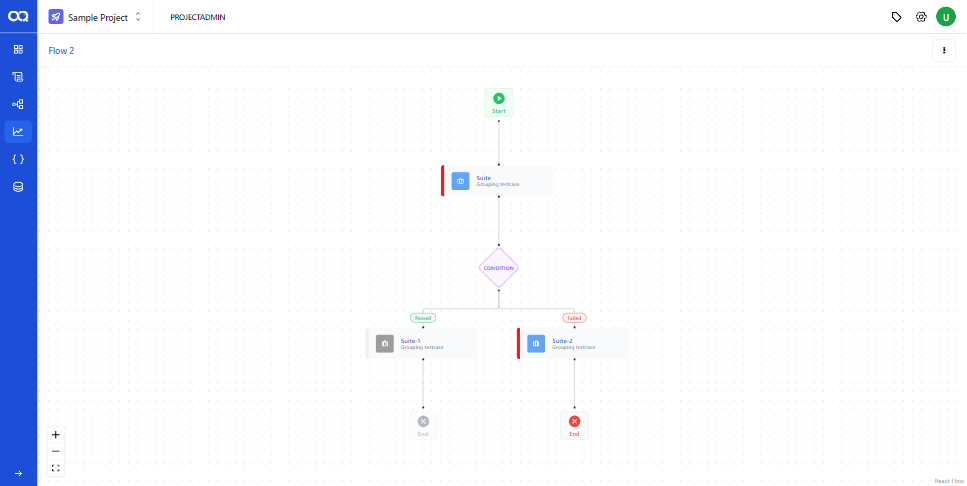 Sample Project
PROJECTADMIN
U
Flow 2
Start
Suite
Grouping testcase
CONDITION
Passed
Failed
Suite-1
Grouping testcase
Suite-2
Grouping testcase
End
End
React Flow